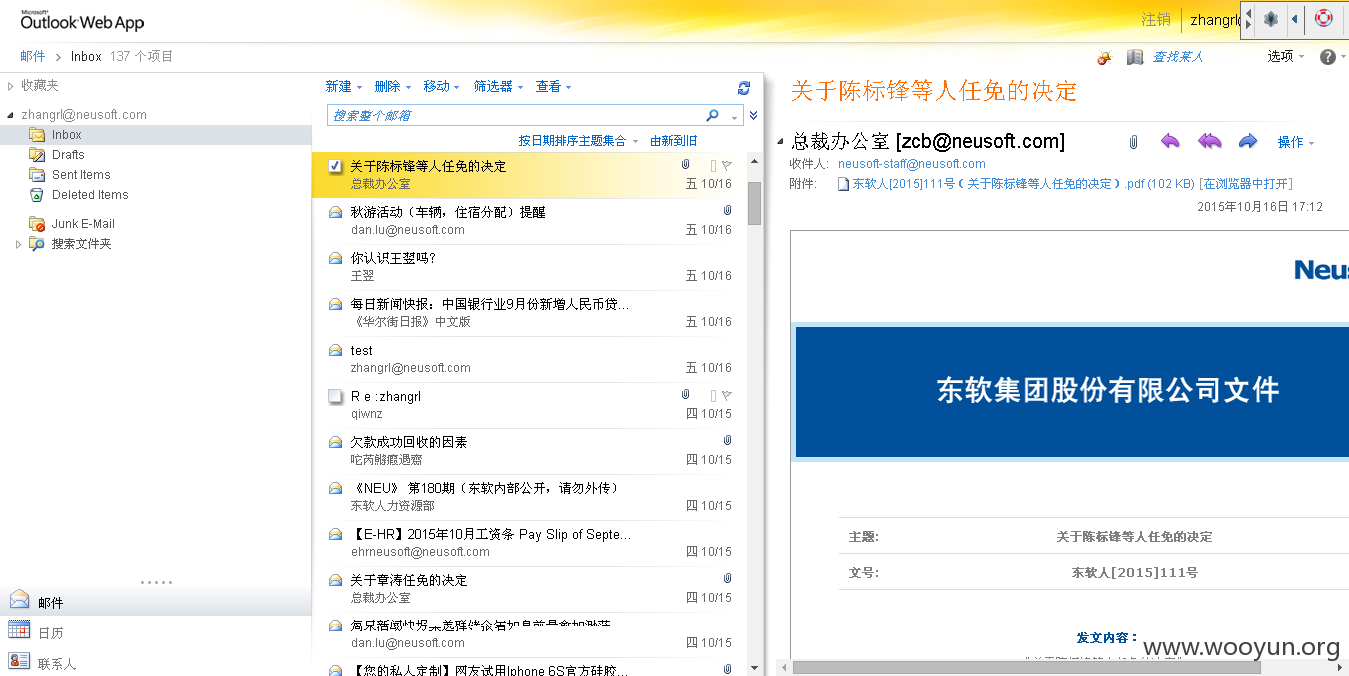 Microsoft®
Outlook Web App
注销
zhangrl
邮件 > Inbox 137 个项目
查找某人
选项
收藏夹
zhangrl@neusoft.com
Inbox
Drafts
Sent Items
Deleted Items
Junk E-Mail
搜索文件夹
邮件
日历
联系人
新建 删除 移动 筛选器 查看
搜索整个邮箱
按日期排序主题集合 由新到旧
关于陈标锋等人任免的决定
总裁办公室 五 10/16
秋游活动（车辆，住宿分配）提醒
dan.lu@neusoft.com 五 10/16
你认识王翌吗?
王翌 五 10/16
每日新闻快报：中国银行业9月份新增人民币贷...
《华尔街日报》中文版 五 10/16
test
zhangrl@neusoft.com 五 10/16
R e :zhangrl
qiwnz 四 10/15
欠款成功回收的因素
四 10/15
《NEU》 第180期（东软内部公开，请勿外传）
东软人力资源部 四 10/15
【E-HR】2015年10月工资条 Pay Slip of Septe...
ehrneusoft@neusoft.com 四 10/15
关于章涛任免的决定
总裁办公室 四 10/15
dan.lu@neusoft.com 四 10/15
【您的私人定制】网友试用Iphone 6S官方硅胶...
关于陈标锋等人任免的决定
总裁办公室 [zcb@neusoft.com]
操作
收件人: neusoft-staff@neusoft.com
附件: 东软人[2015]111号（关于陈标锋等人任免的决定）.pdf (102 KB) [在浏览器中打开]
2015年10月16日 17:12
Neus
东软集团股份有限公司文件
主题: 关于陈标锋等人任免的决定
文号: 东软人[2015]111号
发文内容：
www.wooyun.org